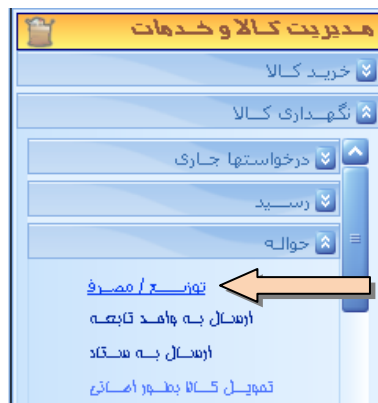 مدیریت کالا و خدمات
خرید کالا
نگهداری کالا
درخواستها جاری
رسید
حواله
توزیع / مصرف
ارسال به واحد تابعه
ارسال به ستاد
تحویل کالا بطور امانی